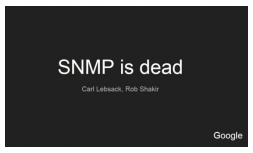 SNMP is dead
Carl Lebsack, Rob Shakir
Google